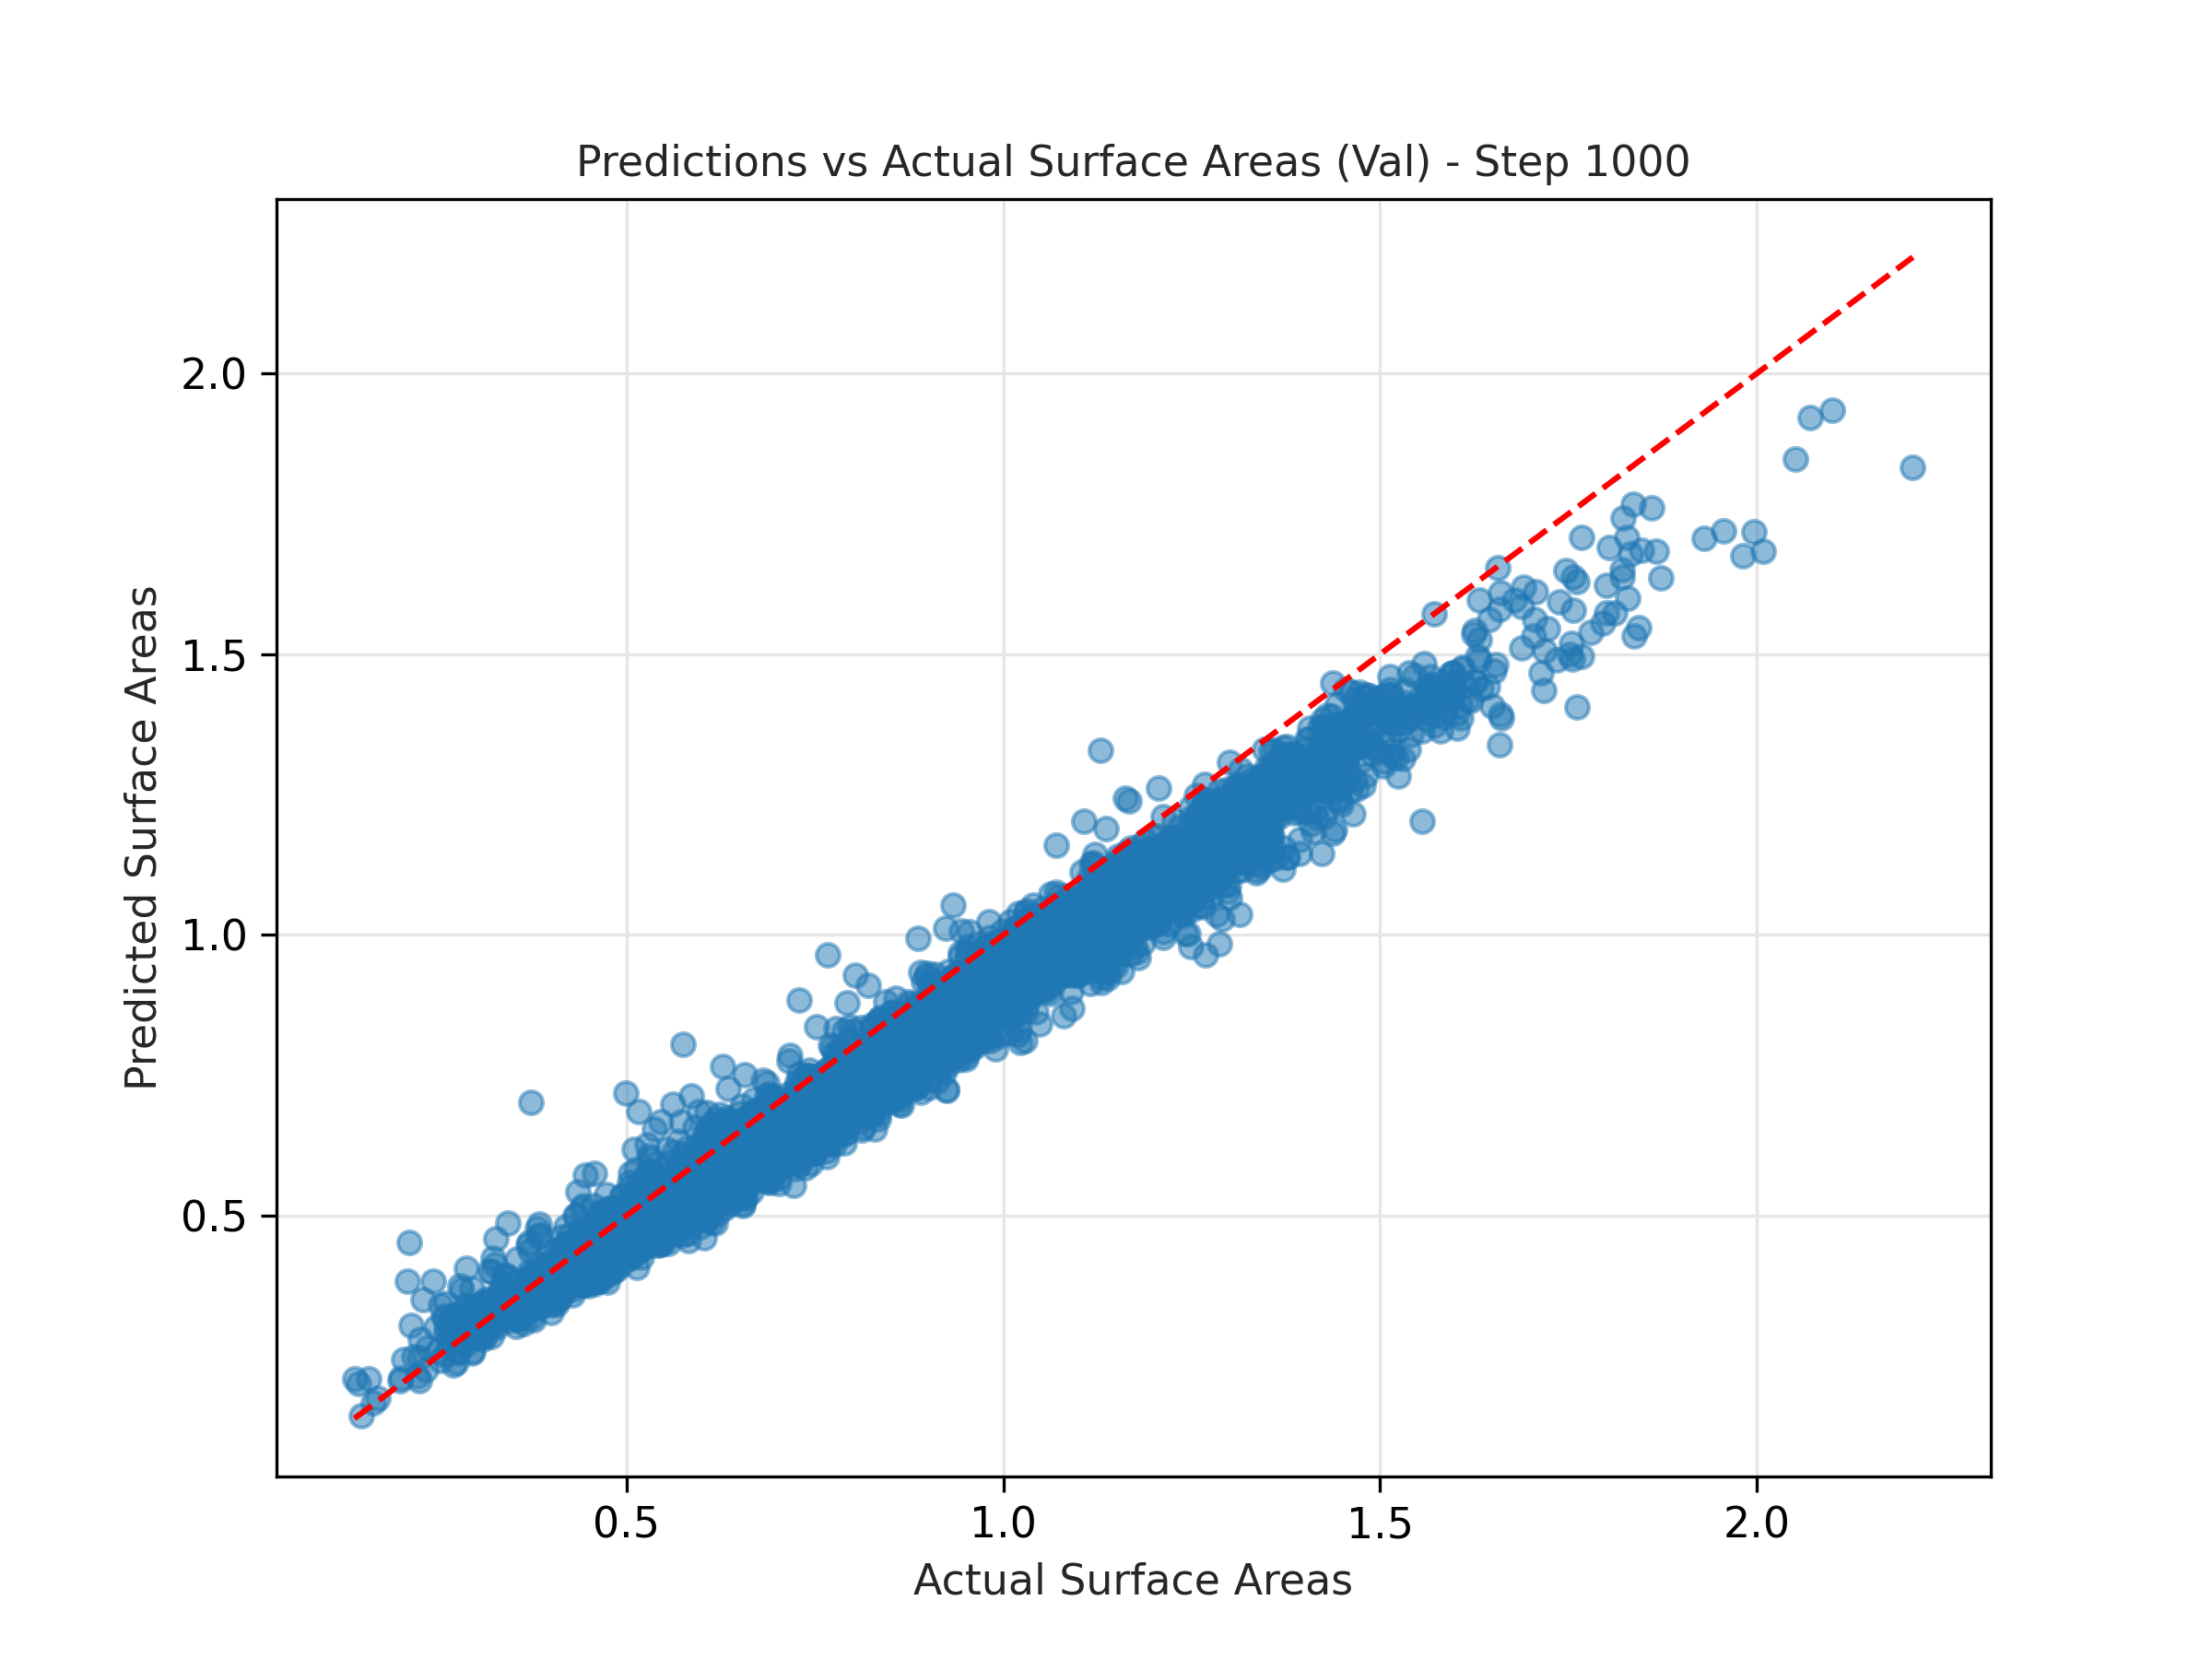 Predictions vs Actual Surface Areas (Val) - Step 1000
Predicted Surface Areas
2.0
1.5
1.0
0.5
0.5 1.0 1.5 2.0
Actual Surface Areas